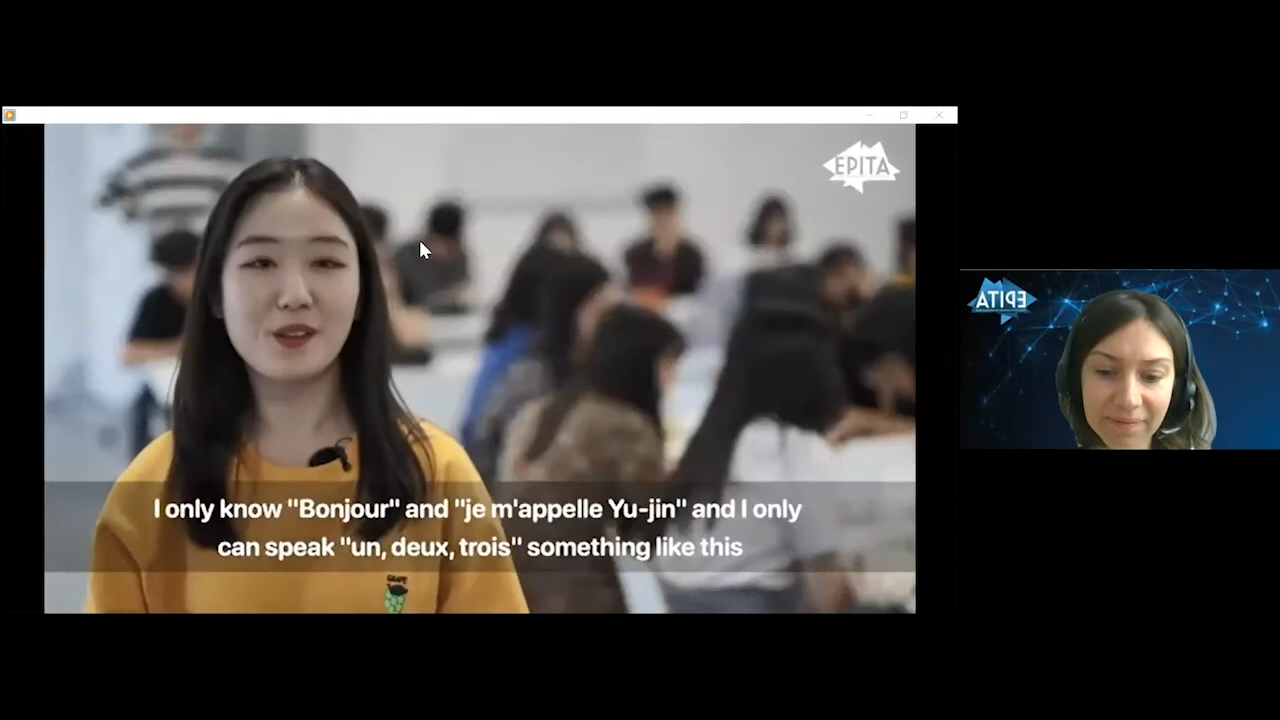 EPITA
I only know "Bonjour" and "je m'appelle Yu-jin" and I only
can speak "un, deux, trois" something like this
GRAPE
EPITA